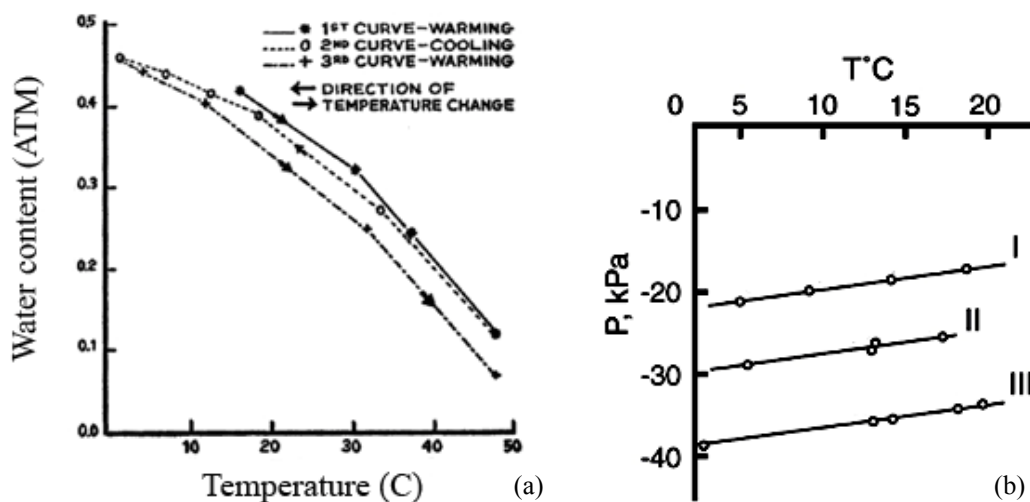 0.5
1ST CURVE-WARMING
2ND CURVE-COOLING
3RD CURVE-WARMING
DIRECTION OF
TEMPERATURE CHANGE
0.4
0.3
0.2
0.1
0.0
10
20
30
40
50
Water content (ATM)
Temperature (C)
(a)
T°C
0
5
10
15
20
-10
-20
-30
-40
P, kPa
I
II
III
(b)